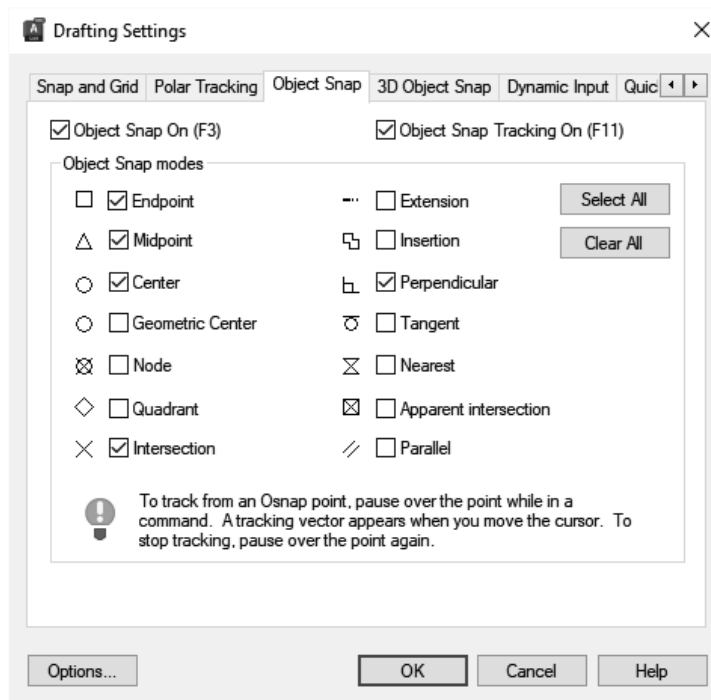 Drafting Settings
Snap and Grid Polar Tracking Object Snap 3D Object Snap Dynamic Input Quic
Object Snap On (F3) Object Snap Tracking On (F11)
Object Snap modes
Endpoint Extension Select All
Midpoint Insertion Clear All
Center Perpendicular
Geometric Center Tangent
Node Nearest
Quadrant Apparent intersection
Intersection Parallel
To track from an Osnap point, pause over the point while in a
command. A tracking vector appears when you move the cursor. To
stop tracking, pause over the point again.
Options... OK Cancel Help